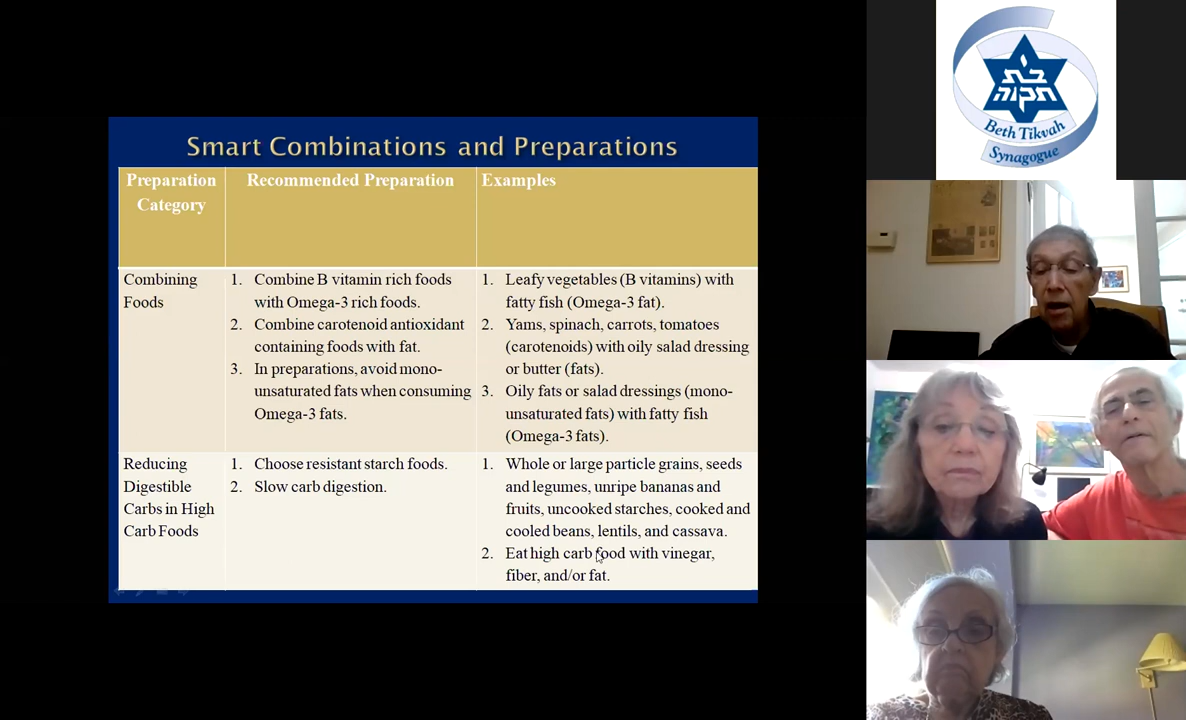 Smart Combinations and Preparations
Preparation
Category
Recommended Preparation
Examples
Combining
Foods
1. Combine B vitamin rich foods
with Omega-3 rich foods.
2. Combine carotenoid antioxidant
containing foods with fat.
3. In preparations, avoid mono-
unsaturated fats when consuming
Omega-3 fats.
1. Leafy vegetables (B vitamins) with
fatty fish (Omega-3 fat).
2. Yams, spinach, carrots, tomatoes
(carotenoids) with oily salad dressing
or butter (fats).
3. Oily fats or salad dressings (mono-
unsaturated fats) with fatty fish
(Omega-3 fats).
Reducing
Digestible
Carbs in High
Carb Foods
1. Choose resistant starch foods.
2. Slow carb digestion.
1. Whole or large particle grains, seeds
and legumes, unripe bananas and
fruits, uncooked starches, cooked and
cooled beans, lentils, and cassava.
2. Eat high carb food with vinegar,
fiber, and/or fat.
בת
תקוה
Beth Tikvah
Synagogue